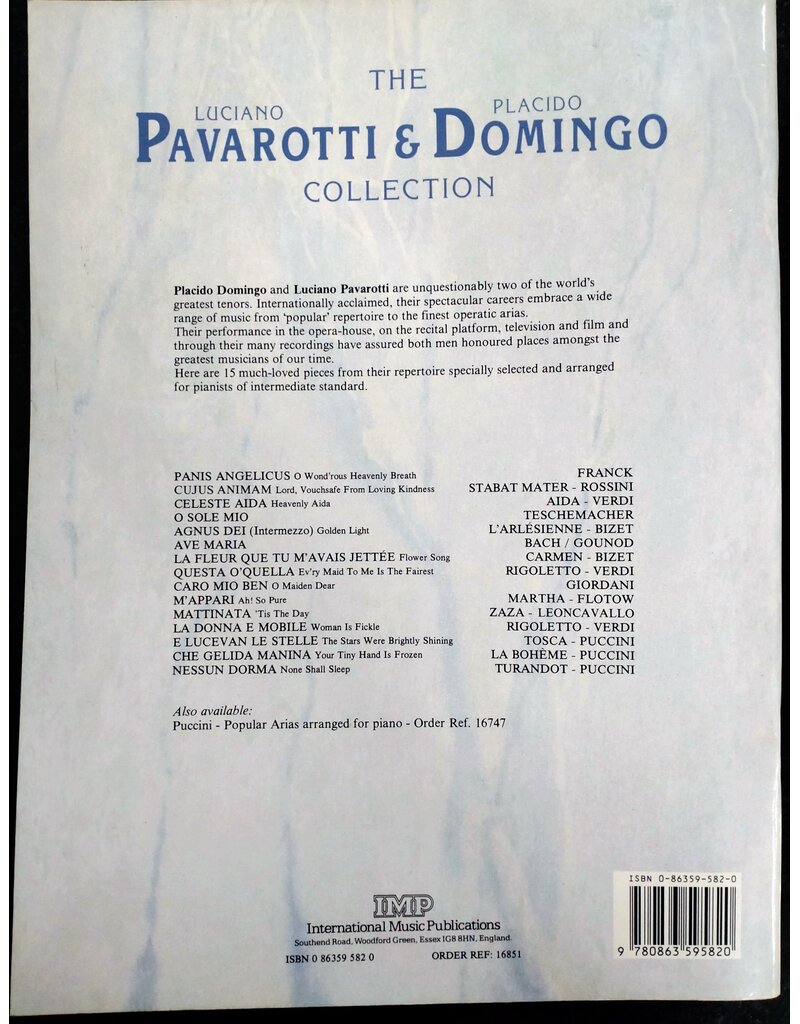 THE
LUCIANO PLACIDO
PAVAROTTI & DOMINGO
COLLECTION
Placido Domingo and Luciano Pavarotti are unquestionably two of the world's
greatest tenors. Internationally acclaimed, their spectacular careers embrace a wide
range of music from 'popular' repertoire to the finest operatic arias.
Their performance in the opera-house, on the recital platform, television and film and
through their many recordings have assured both men honoured places amongst the
greatest musicians of our time.
Here are 15 much-loved pieces from their repertoire specially selected and arranged
for pianists of intermediate standard.
PANIS ANGELICUS O Wond'rous Heavenly Breath FRANCK
CUJUS ANIMAM Lord, Vouchsafe From Loving Kindness STABAT MATER - ROSSINI
CELESTE AIDA Heavenly Aida AIDA - VERDI
O SOLE MIO TESCHEMACHER
AGNUS DEI (Intermezzo) Golden Light L'ARLÉSIENNE - BIZET
AVE MARIA BACH / GOUNOD
LA FLEUR QUE TU M'AVAIS JETTÉE Flower Song CARMEN - BIZET
QUESTA O'QUELLA Ev'ry Maid To Me Is The Fairest RIGOLETTO - VERDI
CARO MIO BEN O Maiden Dear GIORDANI
M'APPARI Ah! So Pure MARTHA - FLOTOW
MATTINATA 'Tis The Day ZAZA - LEONCAVALLO
LA DONNA E MOBILE Woman Is Fickle RIGOLETTO - VERDI
E LUCEVAN LE STELLE The Stars Were Brightly Shining TOSCA - PUCCINI
CHE GELIDA MANINA Your Tiny Hand Is Frozen LA BOHÈME - PUCCINI
NESSUN DORMA None Shall Sleep TURANDOT - PUCCINI
Also available:
Puccini - Popular Arias arranged for piano - Order Ref. 16747
IMP
International Music Publications
Southend Road, Woodford Green, Essex IG8 8HN, England.
ISBN 0 86359 582 0 ORDER REF: 16851
ISBN 0-86359-582-0
9 780863 595820